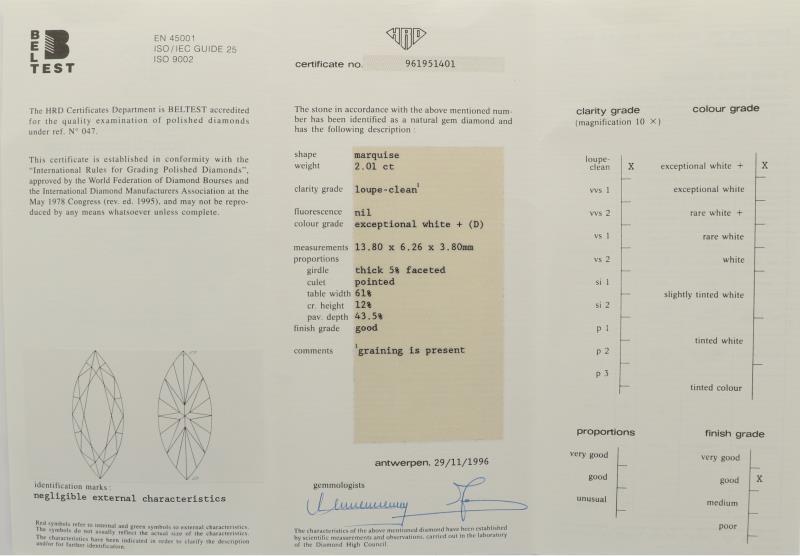 BELTEST
EN 45001
ISO/IEC GUIDE 25
ISO 9002
The HRD Certificates Department is BELTEST accredited
for the quality examination of polished diamonds
under ref. N° 047.
This certificate is established in conformity with the
“International Rules for Grading Polished Diamonds”,
approved by the World Federation of Diamond Bourses and
the International Diamond Manufacturers Association at the
May 1978 Congress (rev. ed. 1995), and may not be repro-
duced by any means whatsoever unless complete.
identification marks :
negligible external characteristics
Red symbols refer to internal and green symbols to external characteristics.
The symbols do not usually reflect the actual size of the characteristics.
The characteristics have been indicated in order to clarify the description
and/or for further identification.
HRD
certificate no. 961951401
The stone in accordance with the above mentioned num-
ber has been identified as a natural gem diamond and
has the following description :
shape marquise
weight 2.01 ct
clarity grade loupe-clean¹
fluorescence nil
colour grade exceptional white + (D)
measurements 13.80 x 6.26 x 3.80mm
proportions
girdle thick 5% faceted
culet pointed
table width 61%
cr. height 12%
pav. depth 43.5%
finish grade good
comments ¹graining is present
antwerpen, 29/11/1996
gemmologists
The characteristics of the above mentioned diamond have been established
by scientific measurements and observations, carried out in the laboratory
of the Diamond High Council.
clarity grade
(magnification 10 ×)
loupe-
clean X
vvs 1
vvs 2
vs 1
vs 2
si 1
si 2
p 1
p 2
p 3
colour grade
exceptional white + X
exceptional white
rare white +
rare white
white
slightly tinted white
tinted white
tinted colour
proportions
very good
good
unusual
finish grade
very good
good X
medium
poor